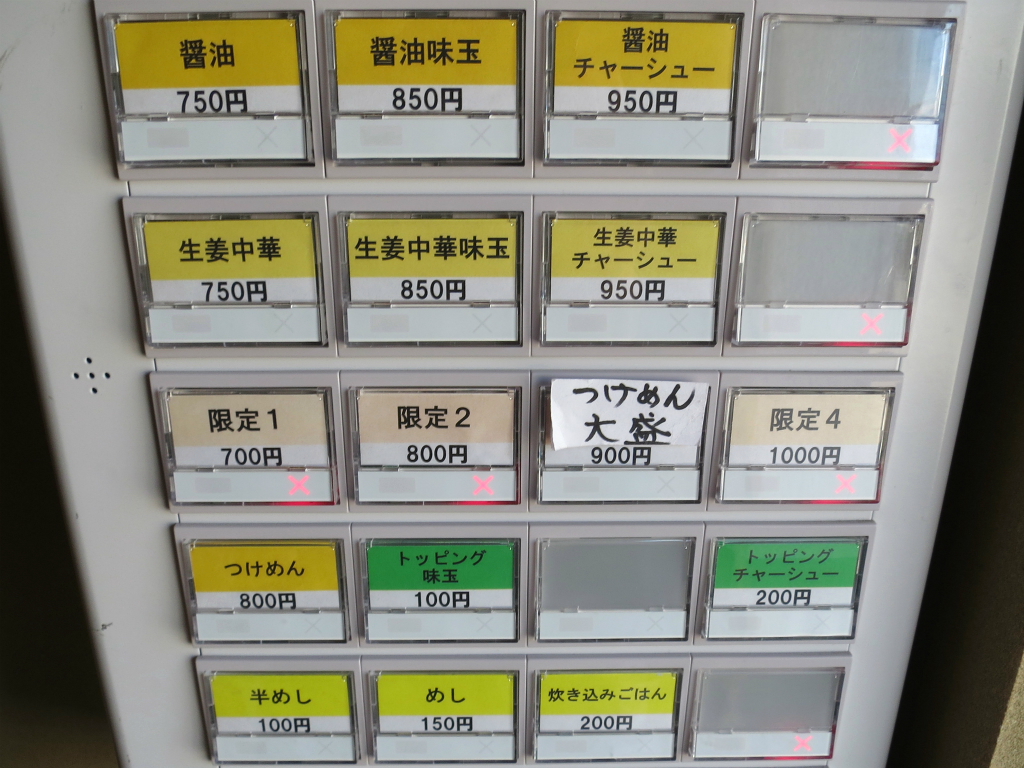 醤油
750円
醤油味玉
850円
醤油
チャーシュー
950円
生姜中華
750円
生姜中華味玉
850円
生姜中華
チャーシュー
950円
限定1
700円
限定2
800円
つけめん
大盛
900円
限定4
1000円
つけめん
800円
トッピング
味玉
100円
トッピング
チャーシュー
200円
半めし
100円
めし
150円
炊き込みごはん
200円